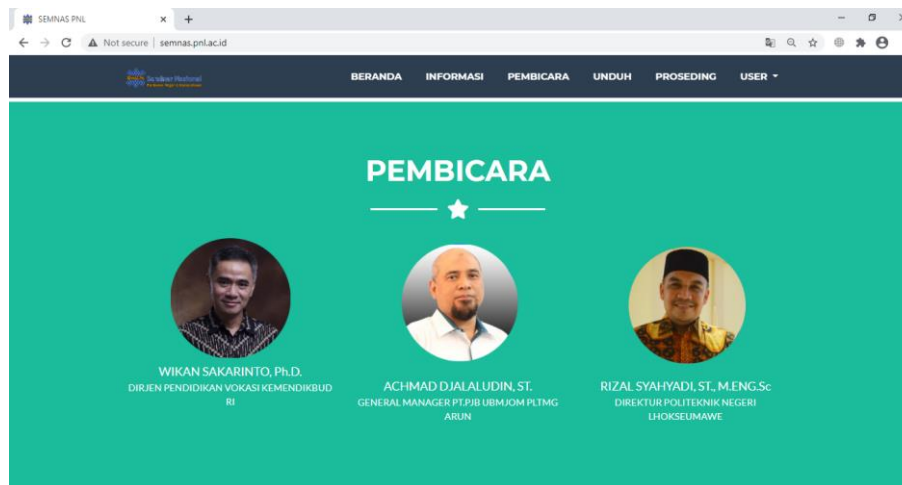 SEMNAS PNL
Not secure | semnas.pnl.ac.id
Seminar Nasional
BERANDA INFORMASI PEMBICARA UNDUH PROSEDING USER
PEMBICARA
WIKAN SAKARINTO, Ph.D.
DIRJEN PENDIDIKAN VOKASI KEMENDIKBUD
RI
ACHMAD DJALALUDIN, ST.
GENERAL MANAGER PT.PJB UBMJOM PLTMG
ARUN
RIZAL SYAHYADI, ST., M.ENG.Sc
DIREKTUR POLITEKNIK NEGERI
LHOKSEUMAWE